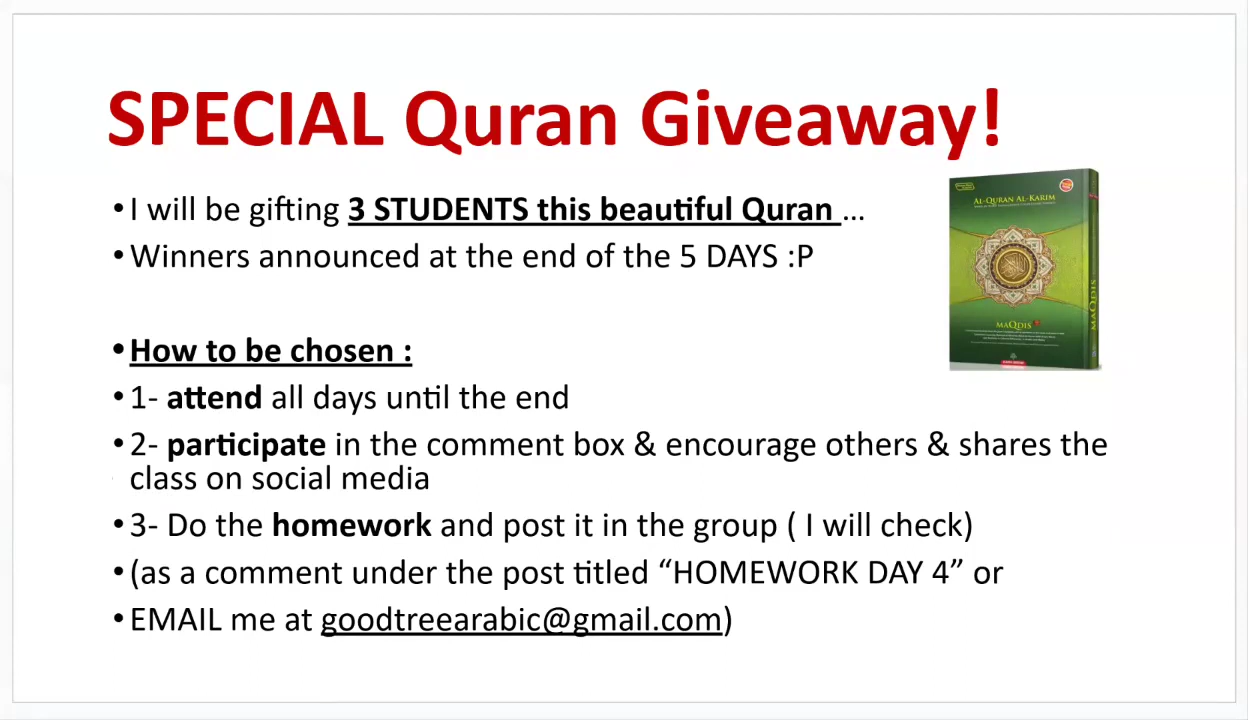 SPECIAL Quran Giveaway!
• I will be gifting 3 STUDENTS this beautiful Quran ...
• Winners announced at the end of the 5 DAYS :P
AL-QURAN AL-KARIM
MAQDIS
MAQDIS
• How to be chosen :
• 1- attend all days until the end
• 2- participate in the comment box & encourage others & shares the
class on social media
• 3- Do the homework and post it in the group ( I will check)
• (as a comment under the post titled “HOMEWORK DAY 4” or
• EMAIL me at goodtreearabic@gmail.com)